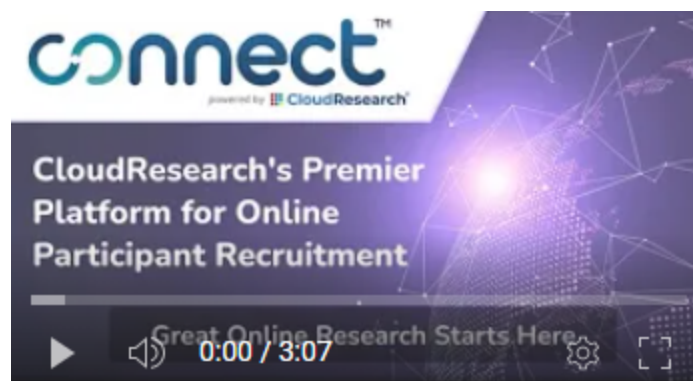 connect™
powered by CloudResearch®
CloudResearch's Premier
Platform for Online
Participant Recruitment
Great Online Research Starts Here
0:00 / 3:07